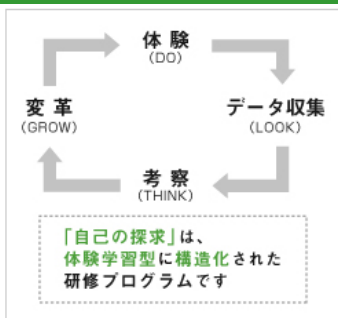 体験
(DO)
変革
(GROW)
データ収集
(LOOK)
考察
(THINK)
「自己の探求」は、
体験学習型に構造化された
研修プログラムです